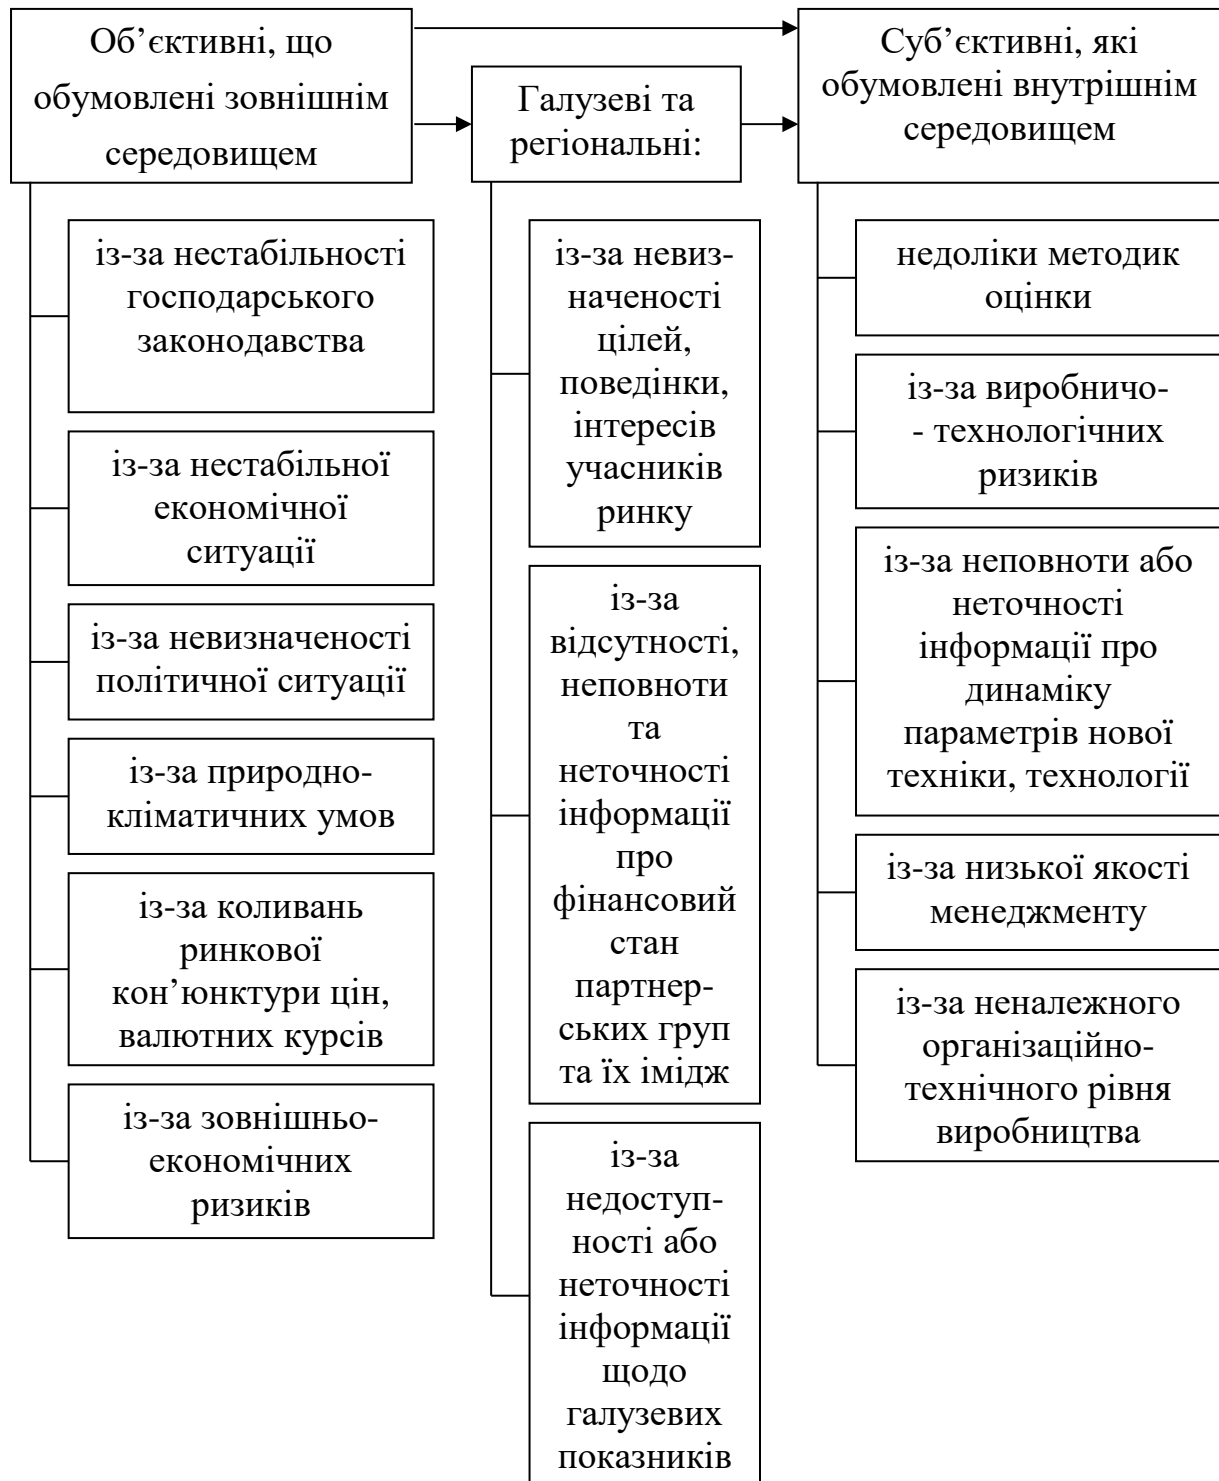 Об’єктивні, що
обумовлені зовнішнім
середовищем
Галузеві та
регіональні:
Суб’єктивні, які
обумовлені внутрішнім
середовищем
із-за нестабільності
господарського
законодавства
із-за нестабільної
економічної
ситуації
із-за невизначеності
політичної ситуації
із-за природно-
кліматичних умов
із-за коливань
ринкової
кон’юнктури цін,
валютних курсів
із-за зовнішньо-
економічних
ризиків
із-за невиз-
наченості
цілей,
поведінки,
інтересів
учасників
ринку
із-за
відсутності,
неповноти
та
неточності
інформації
про
фінансовий
стан
партнер-
ських груп
та їх імідж
із-за
недоступ-
ності або
неточності
інформації
щодо
галузевих
показників
недоліки методик
оцінки
із-за виробничо-
- технологічних
ризиків
із-за неповноти або
неточності
інформації про
динаміку
параметрів нової
техніки, технології
із-за низької якості
менеджменту
із-за неналежного
організаційно-
технічного рівня
виробництва